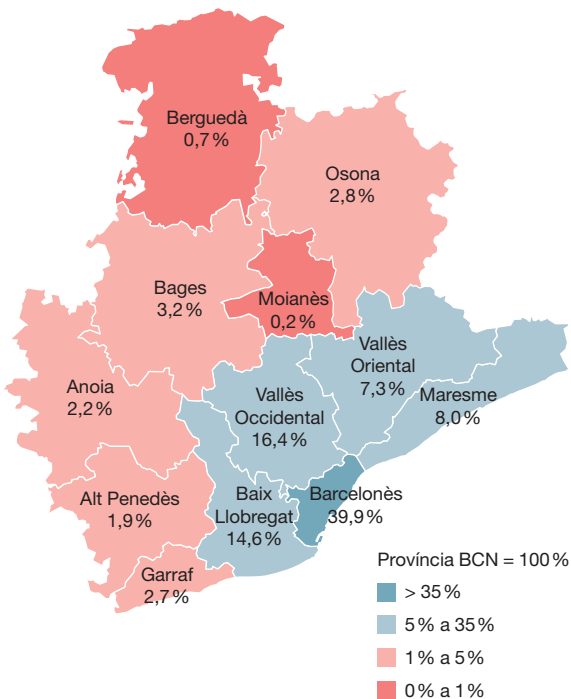 Berguedà
0,7%
Osona
2,8%
Bages
3,2%
Moianès
0,2%
Vallès
Oriental
7,3%
Maresme
8,0%
Anoia
2,2%
Vallès
Occidental
16,4%
Alt Penedès
1,9%
Baix
Llobregat
14,6%
Barcelonès
39,9%
Garraf
2,7%
Província BCN = 100%
> 35%
5% a 35%
1% a 5%
0% a 1%